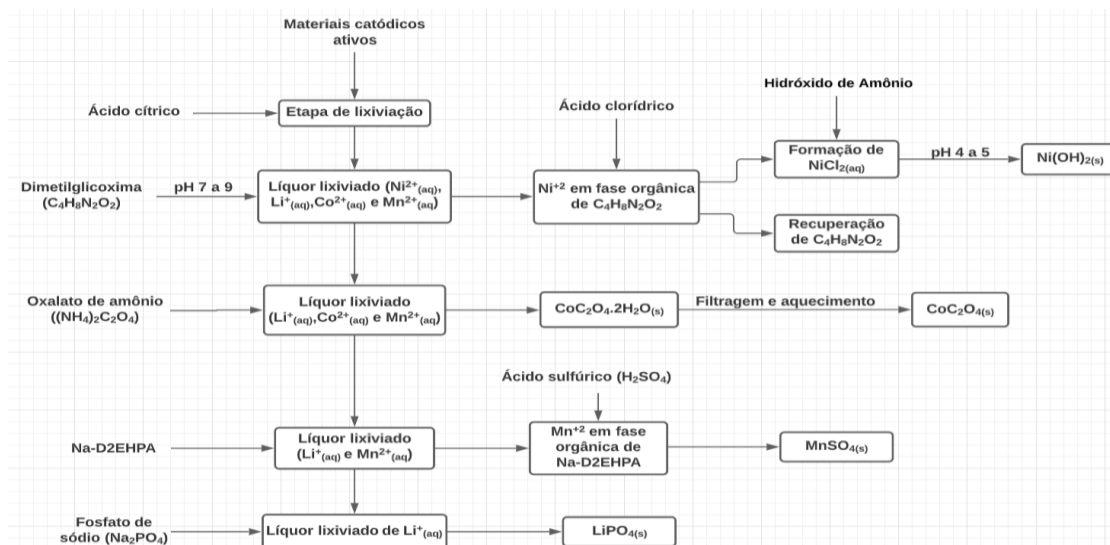 Materiais catódicos
ativos
Ácido cítrico
Etapa de lixiviação
Ácido clorídrico
Hidróxido de Amônio
Dimetilglicoxima
(C₄H₈N₂O₂)
pH 7 a 9
Líquor lixiviado (Ni²⁺₍aq₎,
Li⁺₍aq₎,Co²⁺₍aq₎ e Mn²⁺₍aq₎)
Ni⁺² em fase orgânica
de C₄H₈N₂O₂
Formação de
NiCl₂₍aq₎
pH 4 a 5
Ni(OH)₂₍s₎
Recuperação
de C₄H₈N₂O₂
Oxalato de amônio
((NH₄)₂C₂O₄)
Líquor lixiviado
(Li⁺₍aq₎,Co²⁺₍aq₎ e Mn²⁺₍aq₎)
CoC₂O₄.2H₂O₍s₎
Filtragem e aquecimento
CoC₂O₄₍s₎
Ácido sulfúrico (H₂SO₄)
Na-D2EHPA
Líquor lixiviado
(Li⁺₍aq₎ e Mn²⁺₍aq₎)
Mn⁺² em fase
orgânica de
Na-D2EHPA
MnSO₄₍s₎
Fosfato de
sódio (Na₂PO₄)
Líquor lixiviado de Li⁺₍aq₎
LiPO₄₍s₎